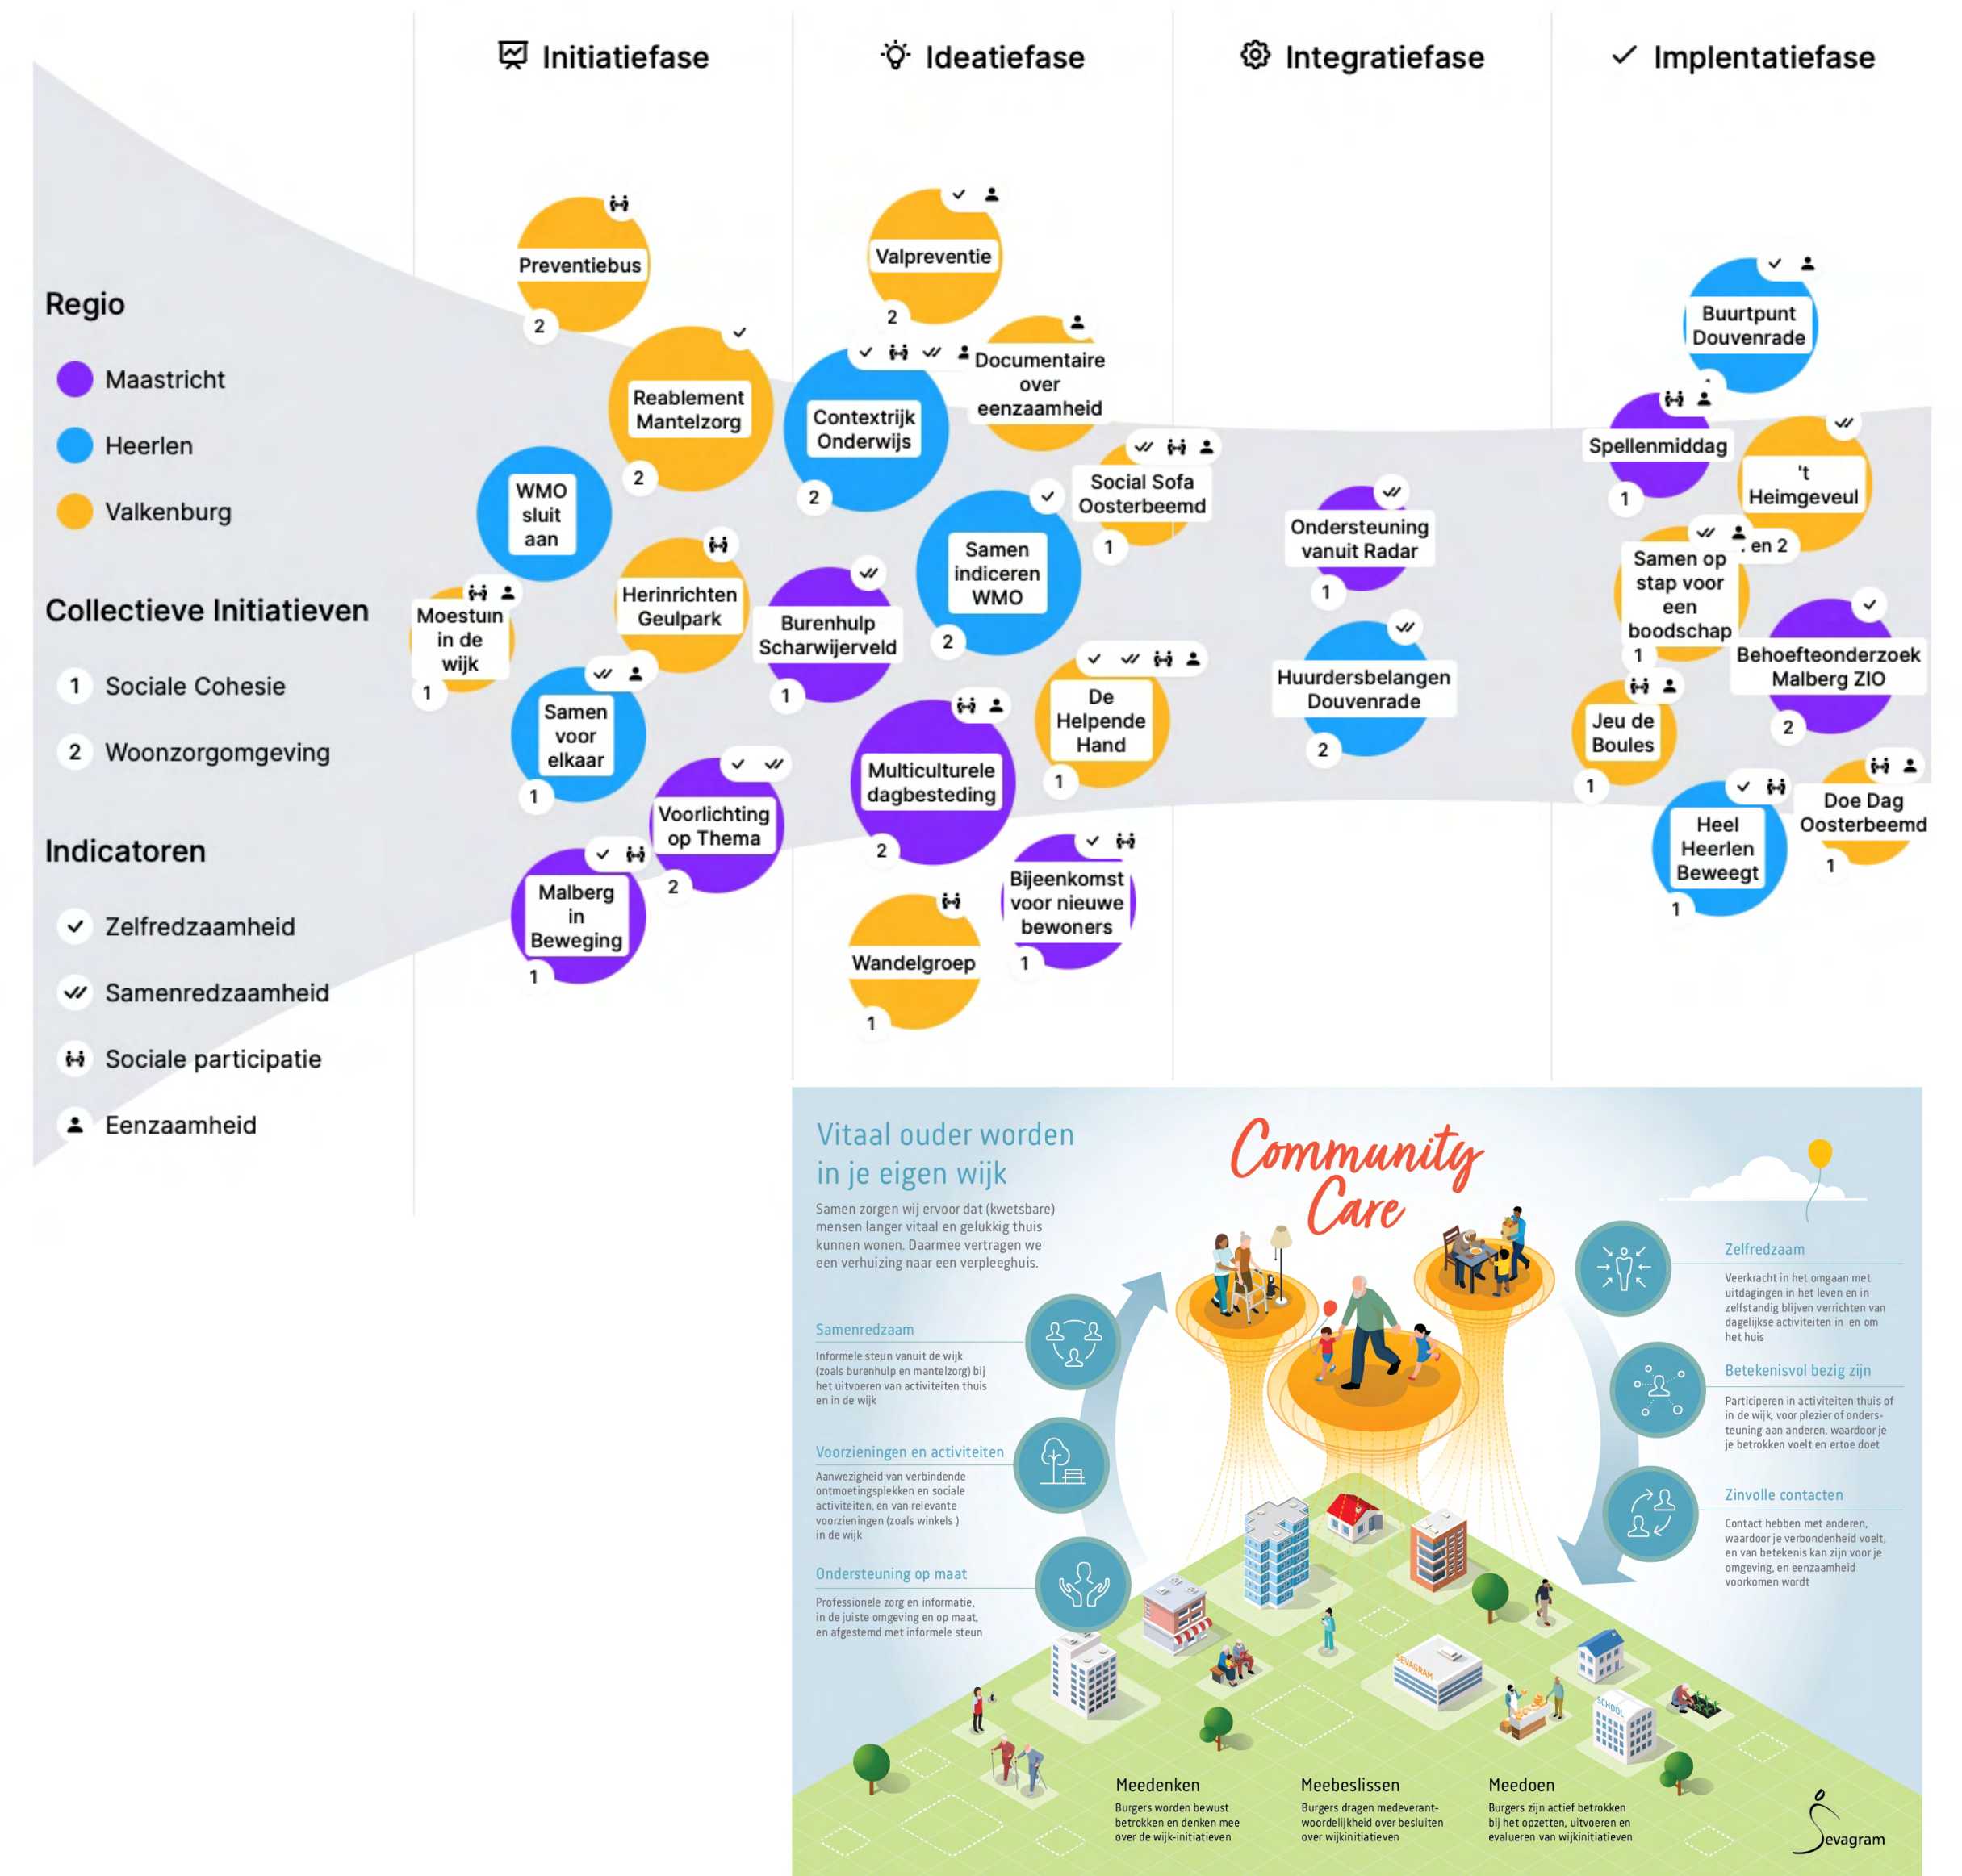 Initiatiefase
Ideatiefase
Integratiefase
Implentatiefase
Regio
Maastricht
Heerlen
Valkenburg
Collectieve Initiatieven
1 Sociale Cohesie
2 Woonzorgomgeving
Indicatoren
Zelfredzaamheid
Samenredzaamheid
Sociale participatie
Eenzaamheid
Preventiebus
2
Reablement
Mantelzorg
2
WMO
sluit
aan
Herinrichten
Geulpark
Moestuin
in de
wijk
1
Samen
voor
elkaar
1
Voorlichting
op Thema
2
Malberg
in
Beweging
1
Valpreventie
2
Documentaire
over
eenzaamheid
Contextrijk
Onderwijs
2
Social Sofa
Oosterbeemd
1
Samen
indiceren
WMO
2
Burenhulp
Scharwijerveld
1
De
Helpende
Hand
1
Multiculturele
dagbesteding
2
Bijeenkomst
voor nieuwe
bewoners
1
Wandelgroep
1
Ondersteuning
vanuit Radar
1
Huurdersbelangen
Douvenrade
2
Buurtpunt
Douvenrade
Spellenmiddag
1
't
Heimgeveul
en 2
Samen op
stap voor
een
boodschap
1
Behoefteonderzoek
Malberg ZIO
2
Jeu de
Boules
1
Heel
Heerlen
Beweegt
1
Doe Dag
Oosterbeemd
1
Vitaal ouder worden
in je eigen wijk
Samen zorgen wij ervoor dat (kwetsbare)
mensen langer vitaal en gelukkig thuis
kunnen wonen. Daarmee vertragen we
een verhuizing naar een verpleeghuis.
Community
Care
Samenredzaam
Informele steun vanuit de wijk
(zoals burenhulp en mantelzorg) bij
het uitvoeren van activiteiten thuis
en in de wijk
Voorzieningen en activiteiten
Aanwezigheid van verbindende
ontmoetingsplekken en sociale
activiteiten, en van relevante
voorzieningen (zoals winkels )
in de wijk
Ondersteuning op maat
Professionele zorg en informatie,
in de juiste omgeving en op maat,
en afgestemd met informele steun
Zelfredzaam
Veerkracht in het omgaan met
uitdagingen in het leven en in
zelfstandig blijven verrichten van
dagelijkse activiteiten in en om
het huis
Betekenisvol bezig zijn
Participeren in activiteiten thuis of
in de wijk, voor plezier of onders-
teuning aan anderen, waardoor je
je betrokken voelt en ertoe doet
Zinvolle contacten
Contact hebben met anderen,
waardoor je verbondenheid voelt,
en van betekenis kan zijn voor je
omgeving, en eenzaamheid
voorkomen wordt
SEVAGRAM
SCHOOL
Meedenken
Burgers worden bewust
betrokken en denken mee
over de wijk-initiatieven
Meebeslissen
Burgers dragen medeverant-
woordelijkheid over besluiten
over wijkinitiatieven
Meedoen
Burgers zijn actief betrokken
bij het opzetten, uitvoeren en
evalueren van wijkinitiatieven
Sevagram